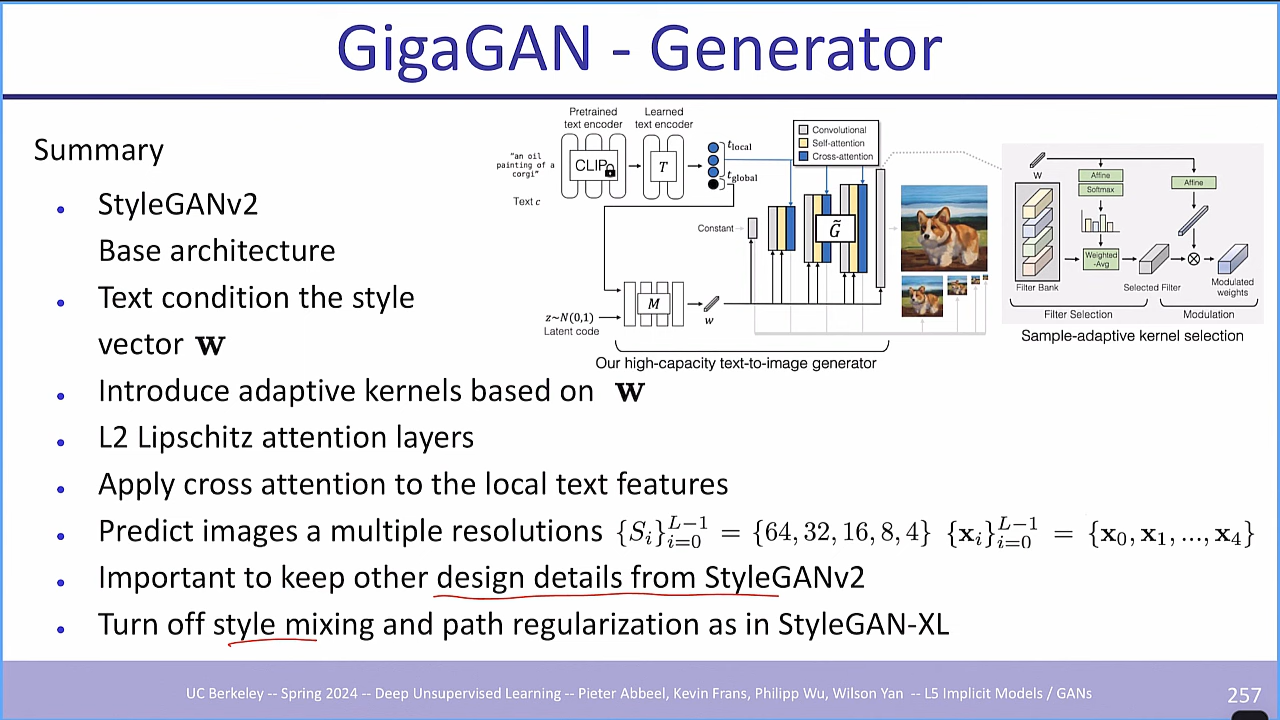 GigaGAN - Generator
Summary
StyleGANv2
Base architecture
Text condition the style
vector w
Introduce adaptive kernels based on w
L2 Lipschitz attention layers
Apply cross attention to the local text features
Predict images a multiple resolutions {S_i}_{i=0}^{L-1} = {64, 32, 16, 8, 4} {x_i}_{i=0}^{L-1} = {x_0, x_1, ..., x_4}
Important to keep other design details from StyleGANv2
Turn off style mixing and path regularization as in StyleGAN-XL
Pretrained
text encoder
Learned
text encoder
"an oil
painting of a
corgi"
CLIP
T
t_local
t_global
Text c
Convolutional
Self-attention
Cross-attention
Constant
G̃
M
w
z~N(0,1)
Latent code
Our high-capacity text-to-image generator
w
Affine
Softmax
Affine
Weighted
-Avg
Filter Bank
Selected Filter
Modulated
weights
Filter Selection
Modulation
Sample-adaptive kernel selection
UC Berkeley -- Spring 2024 -- Deep Unsupervised Learning -- Pieter Abbeel, Kevin Frans, Philipp Wu, Wilson Yan -- L5 Implicit Models / GANs
257